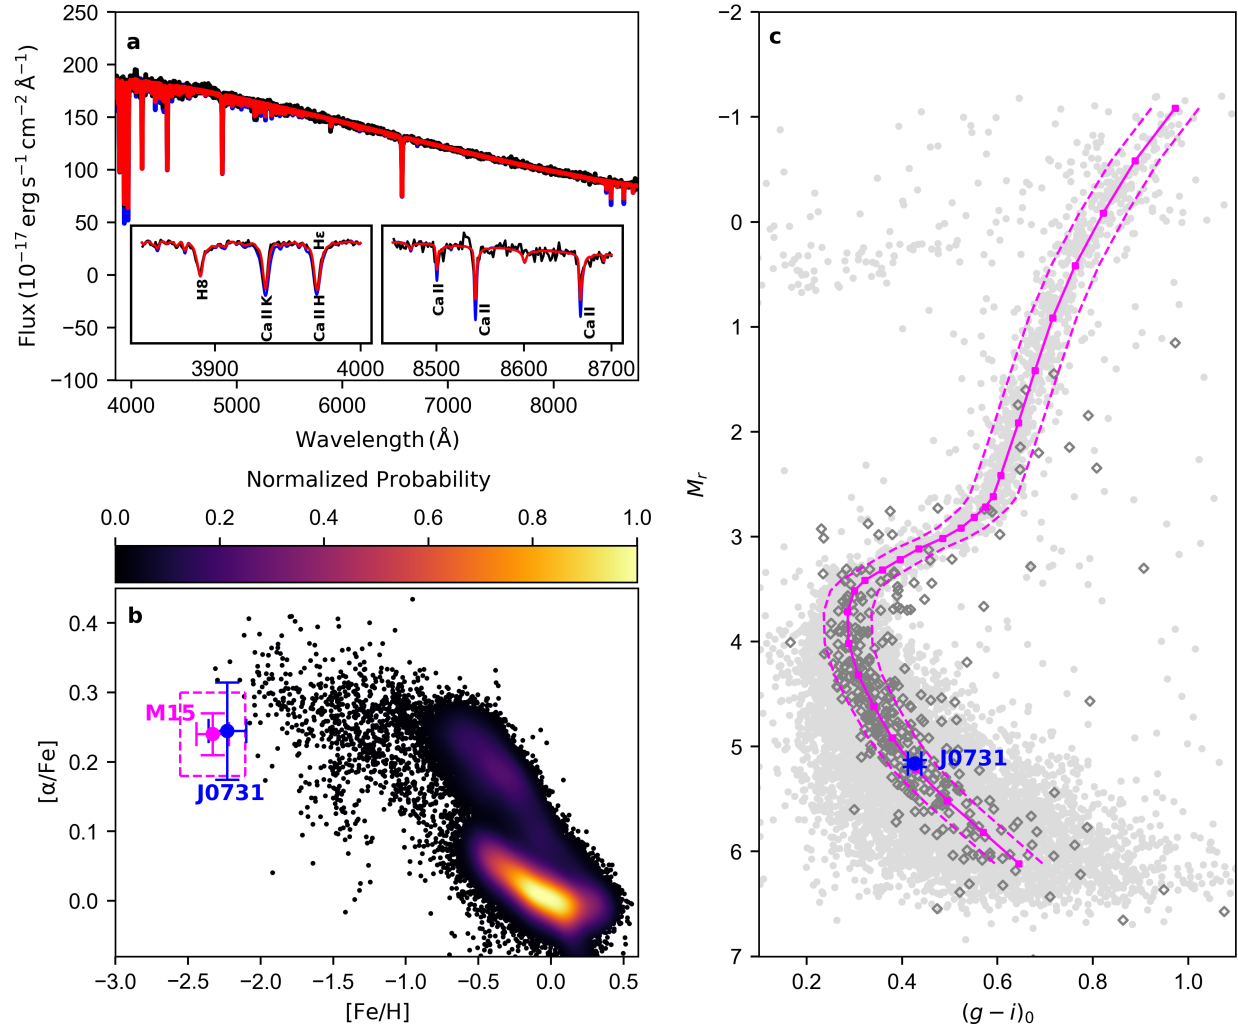 a
250
200
150
100
50
0
−50
−100
Flux (10⁻¹⁷ erg s⁻¹ cm⁻² Å⁻¹)
H8
Ca II K
Ca II H
Hε
3900
4000
Ca II
Ca II
Ca II
8500
8600
8700
4000
5000
6000
7000
8000
Wavelength (Å)
Normalized Probability
0.0
0.2
0.4
0.6
0.8
1.0
b
0.4
0.3
0.2
0.1
0.0
[α/Fe]
M15
J0731
−3.0
−2.5
−2.0
−1.5
−1.0
−0.5
0.0
0.5
[Fe/H]
c
−2
−1
0
1
2
3
4
5
6
7
Mᵣ
J0731
0.2
0.4
0.6
0.8
1.0
(g − i)₀